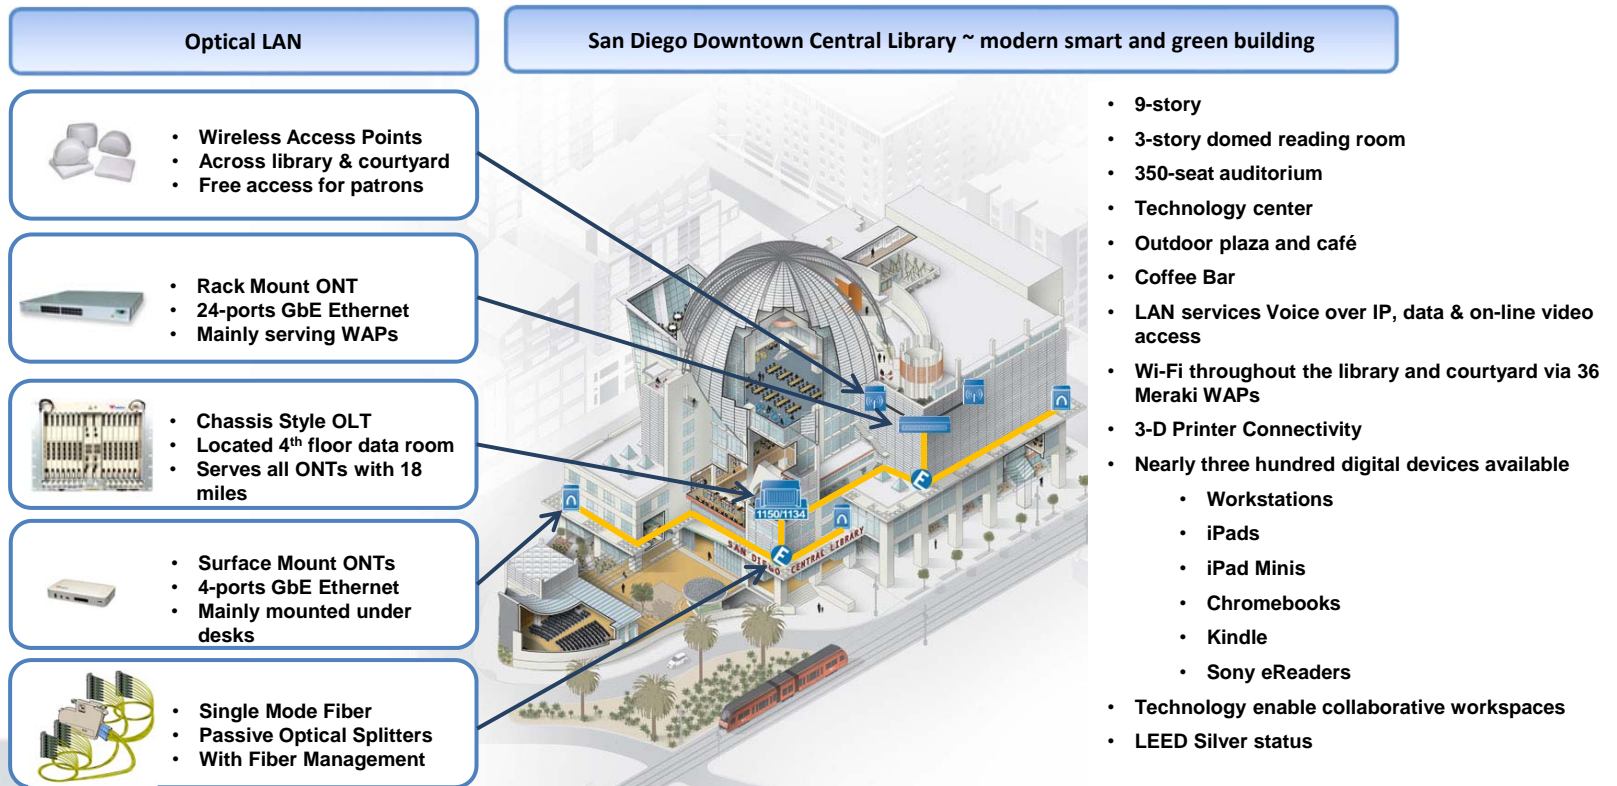 Optical LAN
San Diego Downtown Central Library ~ modern smart and green building
• Wireless Access Points
• Across library & courtyard
• Free access for patrons
• Rack Mount ONT
• 24-ports GbE Ethernet
• Mainly serving WAPs
• Chassis Style OLT
• Located 4th floor data room
• Serves all ONTs with 18
miles
• Surface Mount ONTs
• 4-ports GbE Ethernet
• Mainly mounted under
desks
• Single Mode Fiber
• Passive Optical Splitters
• With Fiber Management
1150/1134
E
E
SAN DIEGO CENTRAL LIBRARY
• 9-story
• 3-story domed reading room
• 350-seat auditorium
• Technology center
• Outdoor plaza and café
• Coffee Bar
• LAN services Voice over IP, data & on-line video
access
• Wi-Fi throughout the library and courtyard via 36
Meraki WAPs
• 3-D Printer Connectivity
• Nearly three hundred digital devices available
• Workstations
• iPads
• iPad Minis
• Chromebooks
• Kindle
• Sony eReaders
• Technology enable collaborative workspaces
• LEED Silver status